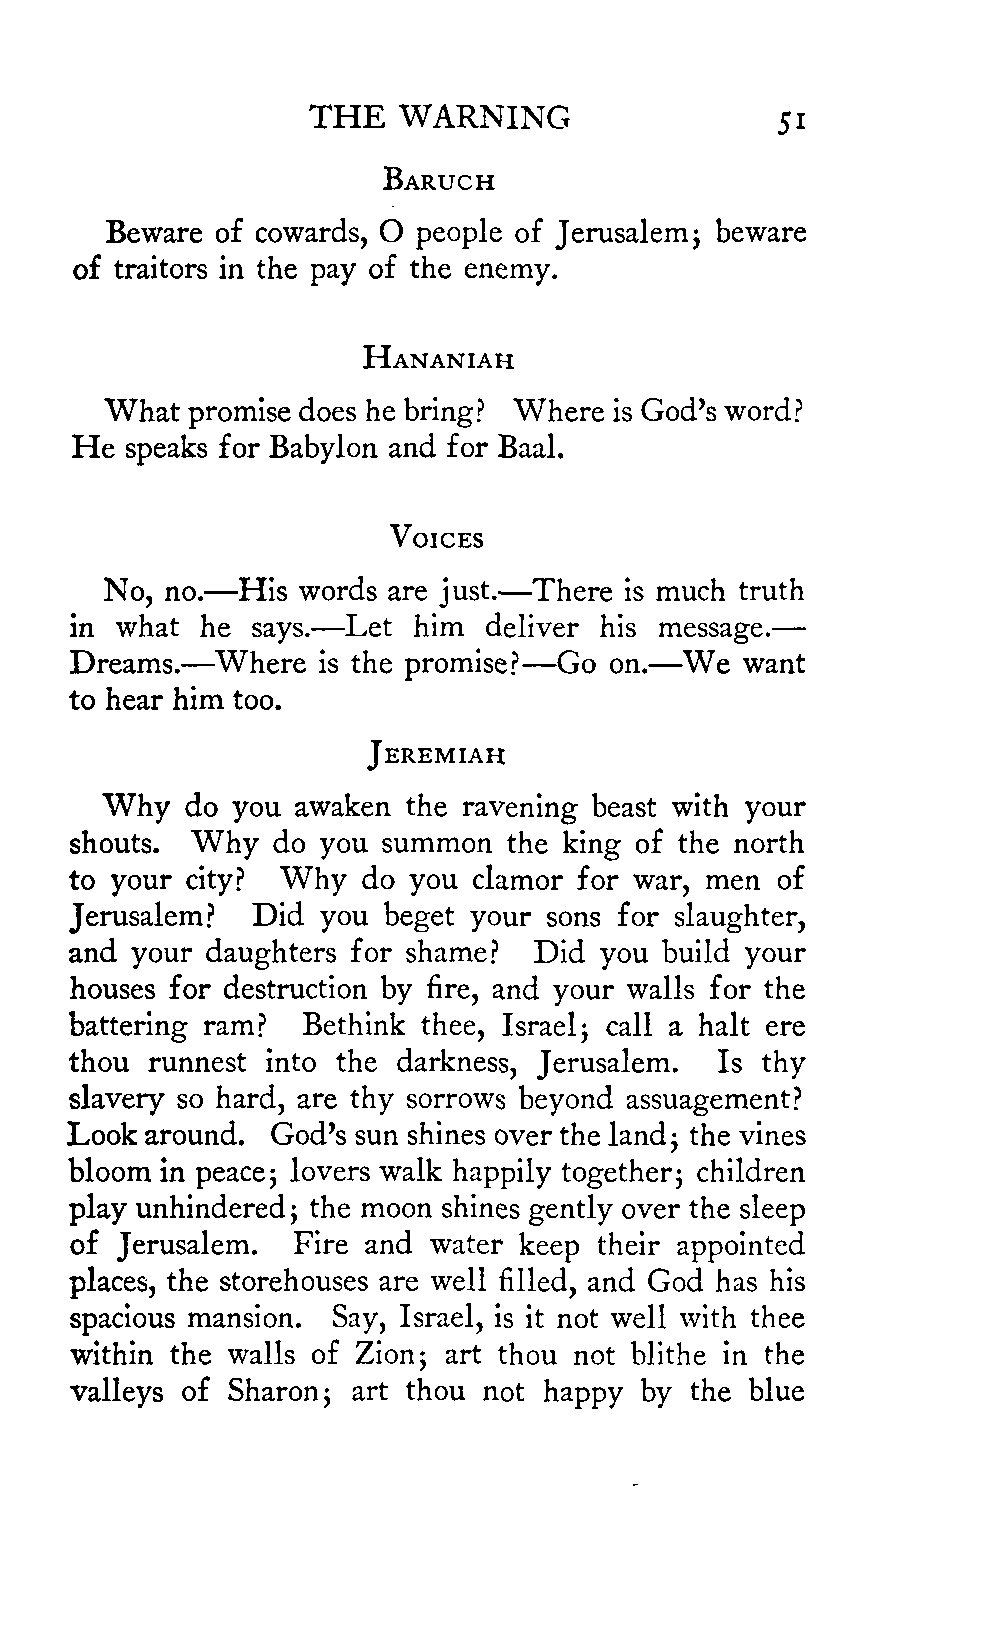 THE WARNING 51
BARUCH
Beware of cowards, O people of Jerusalem; beware
of traitors in the pay of the enemy.
HANANIAH
What promise does he bring? Where is God's word?
He speaks for Babylon and for Baal.
VOICES
No, no.—His words are just.—There is much truth
in what he says.—Let him deliver his message.—
Dreams.—Where is the promise?—Go on.—We want
to hear him too.
JEREMIAH
Why do you awaken the ravening beast with your
shouts. Why do you summon the king of the north
to your city? Why do you clamor for war, men of
Jerusalem? Did you beget your sons for slaughter,
and your daughters for shame? Did you build your
houses for destruction by fire, and your walls for the
battering ram? Bethink thee, Israel; call a halt ere
thou runnest into the darkness, Jerusalem. Is thy
slavery so hard, are thy sorrows beyond assuagement?
Look around. God's sun shines over the land; the vines
bloom in peace; lovers walk happily together; children
play unhindered; the moon shines gently over the sleep
of Jerusalem. Fire and water keep their appointed
places, the storehouses are well filled, and God has his
spacious mansion. Say, Israel, is it not well with thee
within the walls of Zion; art thou not blithe in the
valleys of Sharon; art thou not happy by the blue